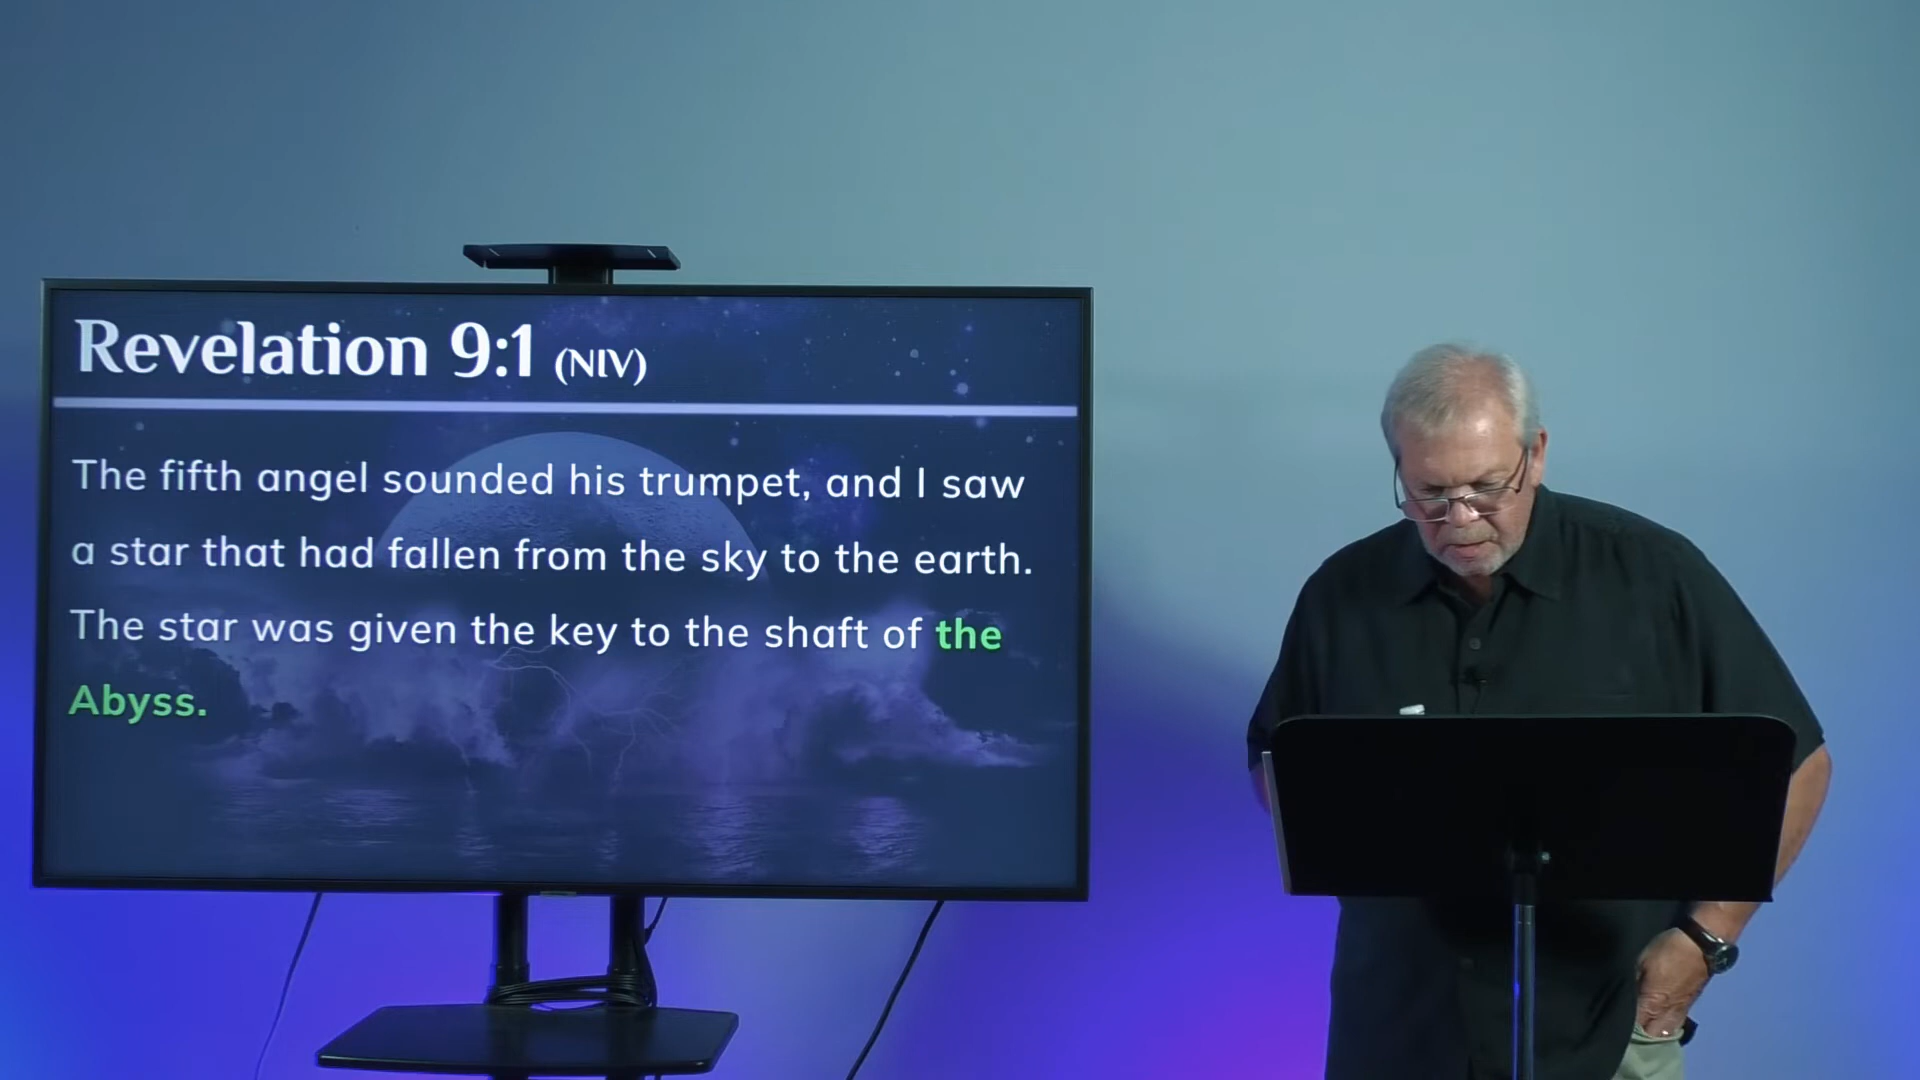 Revelation 9:1 (NIV)
The fifth angel sounded his trumpet, and I saw
a star that had fallen from the sky to the earth.
The star was given the key to the shaft of the
Abyss.